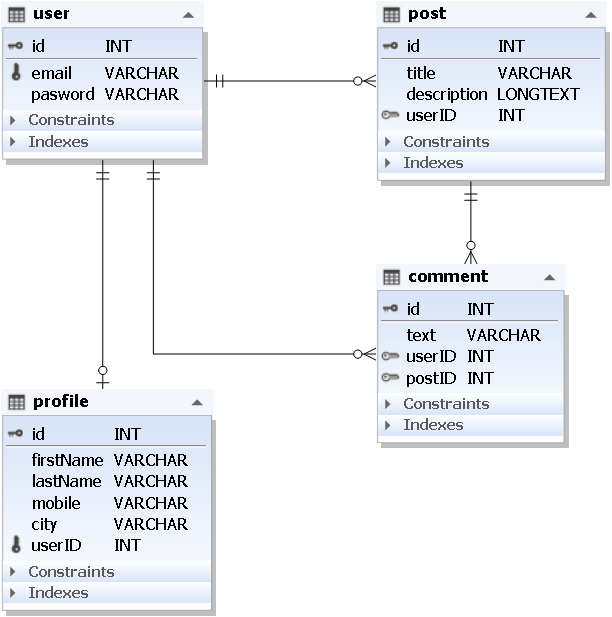 user
id INT
email VARCHAR
pasword VARCHAR
Constraints
Indexes
post
id INT
title VARCHAR
description LONGTEXT
userID INT
Constraints
Indexes
comment
id INT
text VARCHAR
userID INT
postID INT
Constraints
Indexes
profile
id INT
firstName VARCHAR
lastName VARCHAR
mobile VARCHAR
city VARCHAR
userID INT
Constraints
Indexes